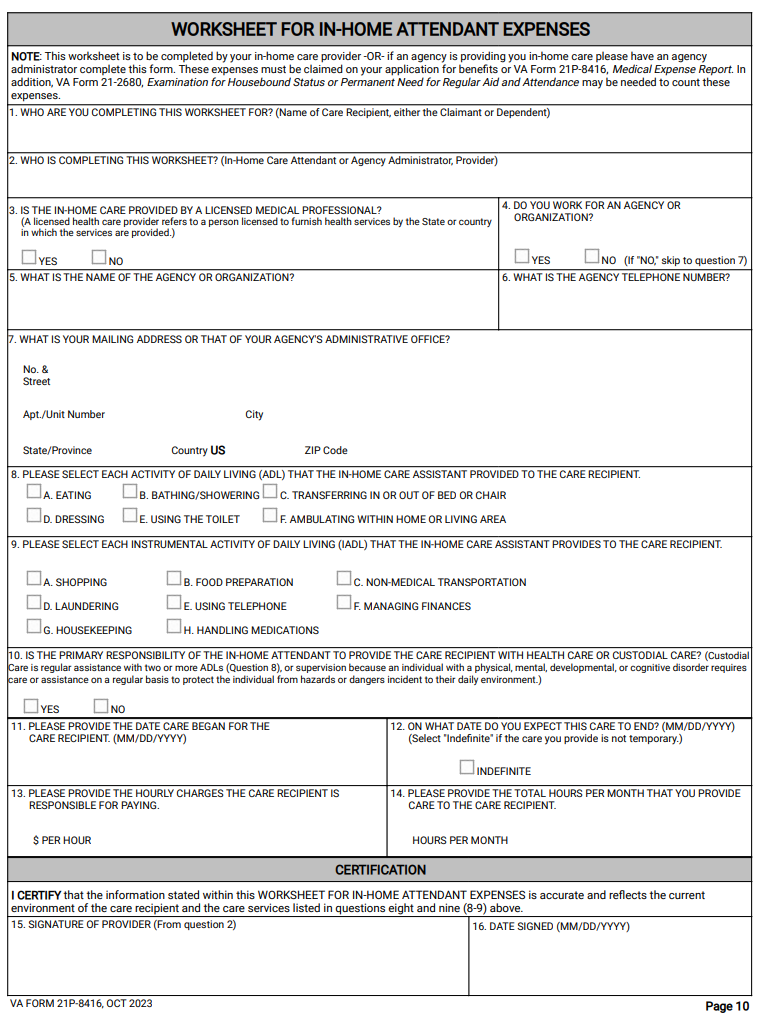 WORKSHEET FOR IN-HOME ATTENDANT EXPENSES
NOTE: This worksheet is to be completed by your in-home care provider -OR- if an agency is providing you in-home care please have an agency
administrator complete this form. These expenses must be claimed on your application for benefits or VA Form 21P-8416, Medical Expense Report. In
addition, VA Form 21-2680, Examination for Housebound Status or Permanent Need for Regular Aid and Attendance may be needed to count these
expenses.
1. WHO ARE YOU COMPLETING THIS WORKSHEET FOR? (Name of Care Recipient, either the Claimant or Dependent)
2. WHO IS COMPLETING THIS WORKSHEET? (In-Home Care Attendant or Agency Administrator, Provider)
3. IS THE IN-HOME CARE PROVIDED BY A LICENSED MEDICAL PROFESSIONAL?
(A licensed health care provider refers to a person licensed to furnish health services by the State or country
in which the services are provided.)
YES NO
4. DO YOU WORK FOR AN AGENCY OR
ORGANIZATION?
YES NO (If "NO," skip to question 7)
5. WHAT IS THE NAME OF THE AGENCY OR ORGANIZATION?
6. WHAT IS THE AGENCY TELEPHONE NUMBER?
7. WHAT IS YOUR MAILING ADDRESS OR THAT OF YOUR AGENCY'S ADMINISTRATIVE OFFICE?
No. &
Street
Apt./Unit Number City
State/Province Country US ZIP Code
8. PLEASE SELECT EACH ACTIVITY OF DAILY LIVING (ADL) THAT THE IN-HOME CARE ASSISTANT PROVIDED TO THE CARE RECIPIENT.
A. EATING B. BATHING/SHOWERING C. TRANSFERRING IN OR OUT OF BED OR CHAIR
D. DRESSING E. USING THE TOILET F. AMBULATING WITHIN HOME OR LIVING AREA
9. PLEASE SELECT EACH INSTRUMENTAL ACTIVITY OF DAILY LIVING (IADL) THAT THE IN-HOME CARE ASSISTANT PROVIDES TO THE CARE RECIPIENT.
A. SHOPPING B. FOOD PREPARATION C. NON-MEDICAL TRANSPORTATION
D. LAUNDERING E. USING TELEPHONE F. MANAGING FINANCES
G. HOUSEKEEPING H. HANDLING MEDICATIONS
10. IS THE PRIMARY RESPONSIBILITY OF THE IN-HOME ATTENDANT TO PROVIDE THE CARE RECIPIENT WITH HEALTH CARE OR CUSTODIAL CARE? (Custodial
Care is regular assistance with two or more ADLs (Question 8), or supervision because an individual with a physical, mental, developmental, or cognitive disorder requires
care or assistance on a regular basis to protect the individual from hazards or dangers incident to their daily environment.)
YES NO
11. PLEASE PROVIDE THE DATE CARE BEGAN FOR THE
CARE RECIPIENT. (MM/DD/YYYY)
12. ON WHAT DATE DO YOU EXPECT THIS CARE TO END? (MM/DD/YYYY)
(Select "Indefinite" if the care you provide is not temporary.)
INDEFINITE
13. PLEASE PROVIDE THE HOURLY CHARGES THE CARE RECIPIENT IS
RESPONSIBLE FOR PAYING.
$ PER HOUR
14. PLEASE PROVIDE THE TOTAL HOURS PER MONTH THAT YOU PROVIDE
CARE TO THE CARE RECIPIENT.
HOURS PER MONTH
CERTIFICATION
I CERTIFY that the information stated within this WORKSHEET FOR IN-HOME ATTENDANT EXPENSES is accurate and reflects the current
environment of the care recipient and the care services listed in questions eight and nine (8-9) above.
15. SIGNATURE OF PROVIDER (From question 2)
16. DATE SIGNED (MM/DD/YYYY)
VA FORM 21P-8416, OCT 2023
Page 10